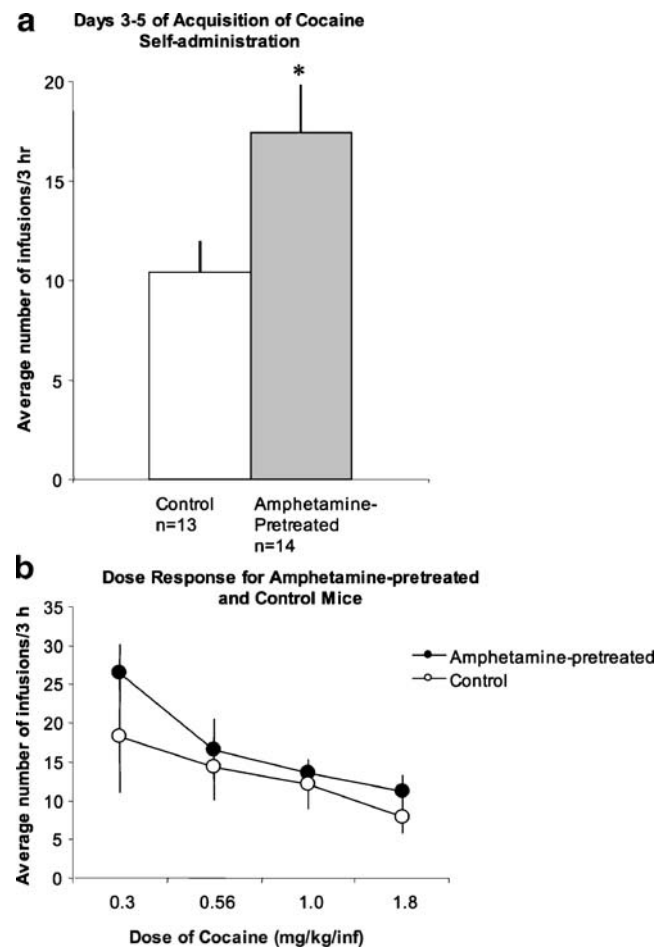 a
Days 3-5 of Acquisition of Cocaine
Self-administration
Average number of infusions/3 hr
20
15
10
5
0
*
Control
n=13
Amphetamine-
Pretreated
n=14
b
Dose Response for Amphetamine-pretreated
and Control Mice
Average number of infusions/3 h
35
30
25
20
15
10
5
0
Amphetamine-pretreated
Control
0.3 0.56 1.0 1.8
Dose of Cocaine (mg/kg/inf)